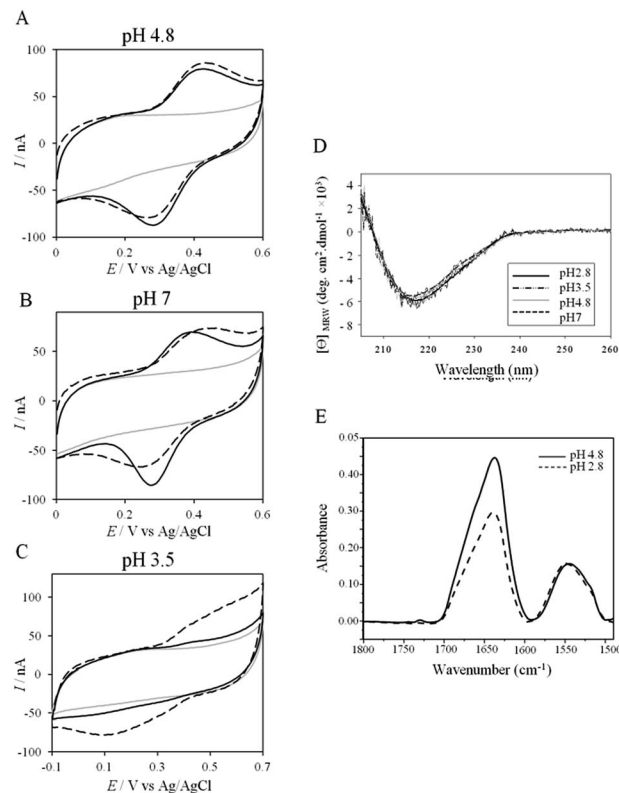 A
pH 4.8
100
50
0
-50
-100
I / nA
0
0.2
0.4
0.6
E / V vs Ag/AgCl
B
pH 7
50
0
-50
-100
I / nA
0
0.2
0.4
0.6
E / V vs Ag/AgCl
C
pH 3.5
100
50
0
-50
-100
I / nA
-0.1
0.1
0.3
0.5
0.7
E / V vs Ag/AgCl
D
4
2
0
- 2
- 4
- 6
- 8
[Θ] MRW (deg. cm².dmol⁻¹ ×10³)
pH2.8
pH3.5
pH4.8
pH7
210
220
230
240
250
260
Wavelength (nm)
E
0.05
0.40
0.30
0.20
0.10
0.00
Absorbance
pH 4.8
pH 2.8
1800
1750
1700
1650
1600
1550
1500
Wavenumber (cm⁻¹)